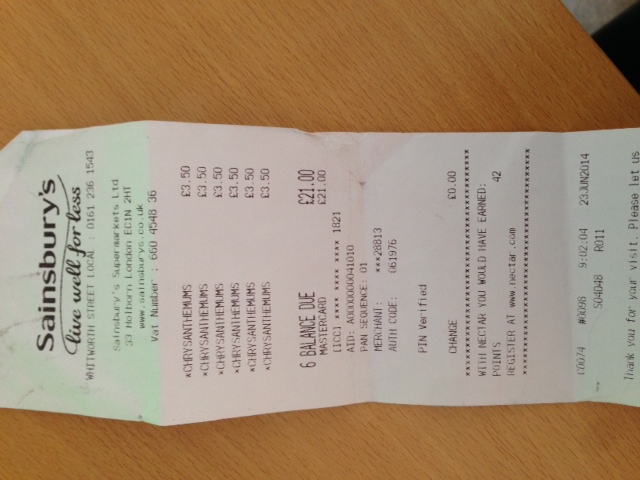 Sainsbury's
live well for less
WHITWORTH STREET LOCAL : 0161 236 1543
Sainsbury's Supermarkets Ltd
33 Holborn London EC1N 2HT
www.sainsburys.co.uk
Vat Number : 660 4548 36
*CHRYSANTHEMUMS £3.50
*CHRYSANTHEMUMS £3.50
*CHRYSANTHEMUMS £3.50
*CHRYSANTHEMUMS £3.50
*CHRYSANTHEMUMS £3.50
*CHRYSANTHEMUMS £3.50
6 BALANCE DUE £21.00
MASTERCARD £21.00
[ICC] **** **** **** 1821
AID: A0000000041010
PAN SEQUENCE: 01
MERCHANT: ***28813
AUTH CODE: 061976
PIN Verified
CHANGE £0.00
****************************************
WITH NECTAR YOU WOULD HAVE EARNED:
POINTS 42
REGISTER AT www.nectar.com
****************************************
C0074 #0098 9:02:04 23JUN2014
S04048 R011
Thank you for your visit. Please let us